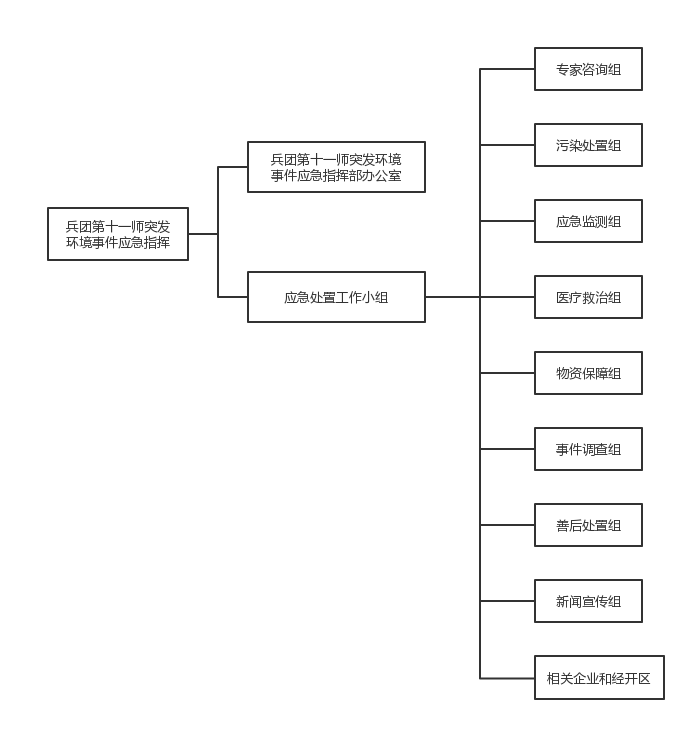 兵团第十一师突发
环境事件应急指挥
兵团第十一师突发环境
事件应急指挥部办公室
应急处置工作小组
专家咨询组
污染处置组
应急监测组
医疗救治组
物资保障组
事件调查组
善后处置组
新闻宣传组
相关企业和经开区